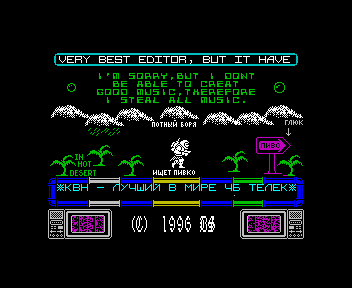 VERY BEST EDITOR, BUT IT HAVE
I'M SORRY,BUT I DONT
BE ABLE TO CREAT
GOOD MUSIC,THEREFORE
I STEAL ALL MUSIC.
ПОТНЫЙ БОРЯ
ГЛЮК
ПИВО
IN
HOT
DESERT
ИЩЕТ ПИВКО
*КВН - ЛУЧШИЙ В МИРЕ ЧБ ТЕЛЕК*
(C) 1996